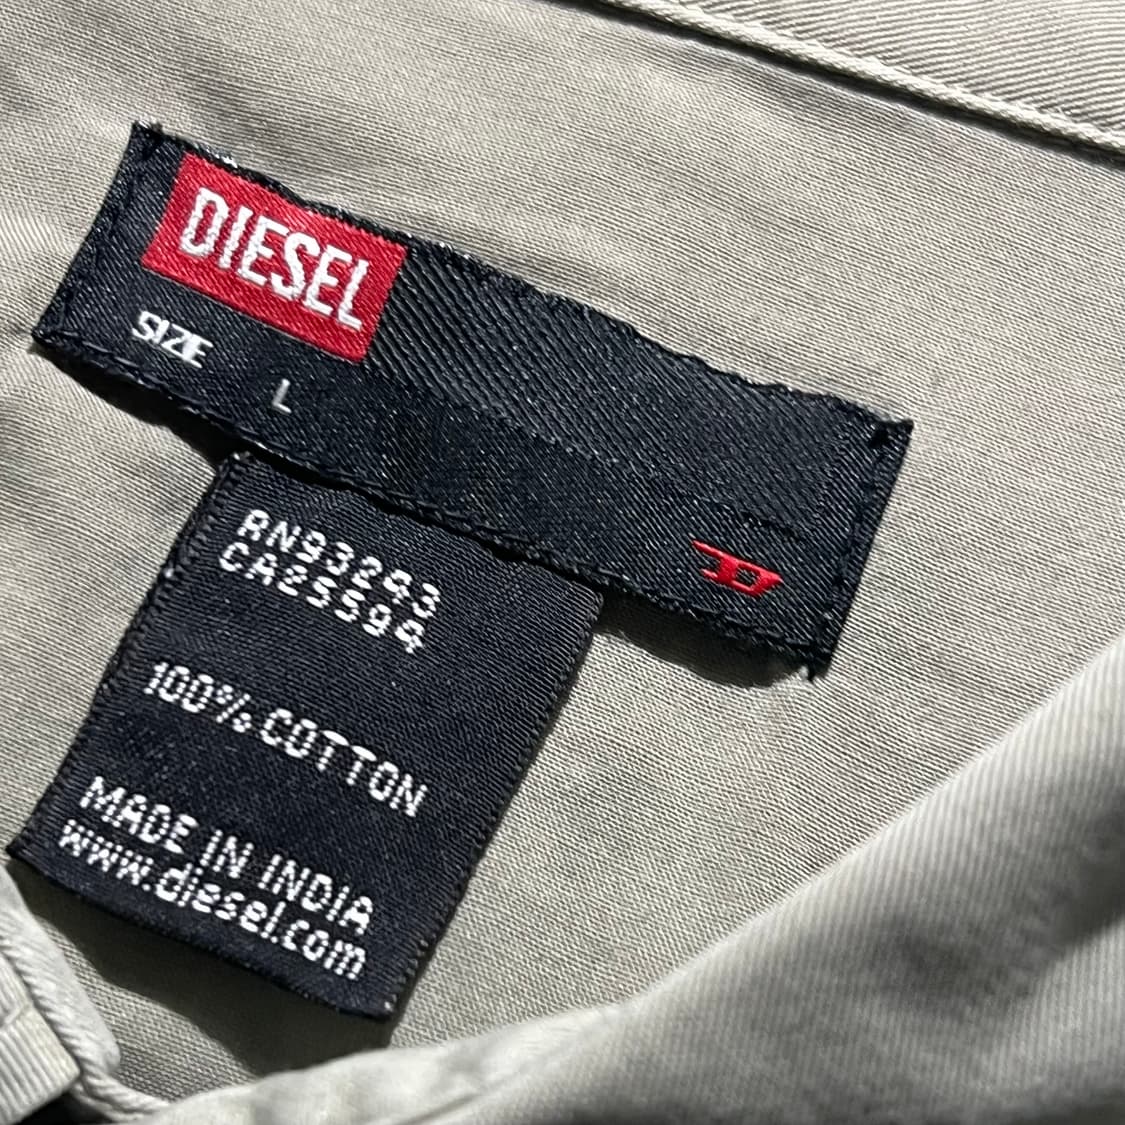 DIESEL
SIZE
L
D
RN93243
CA25594
100% COTTON
MADE IN INDIA
www.diesel.com